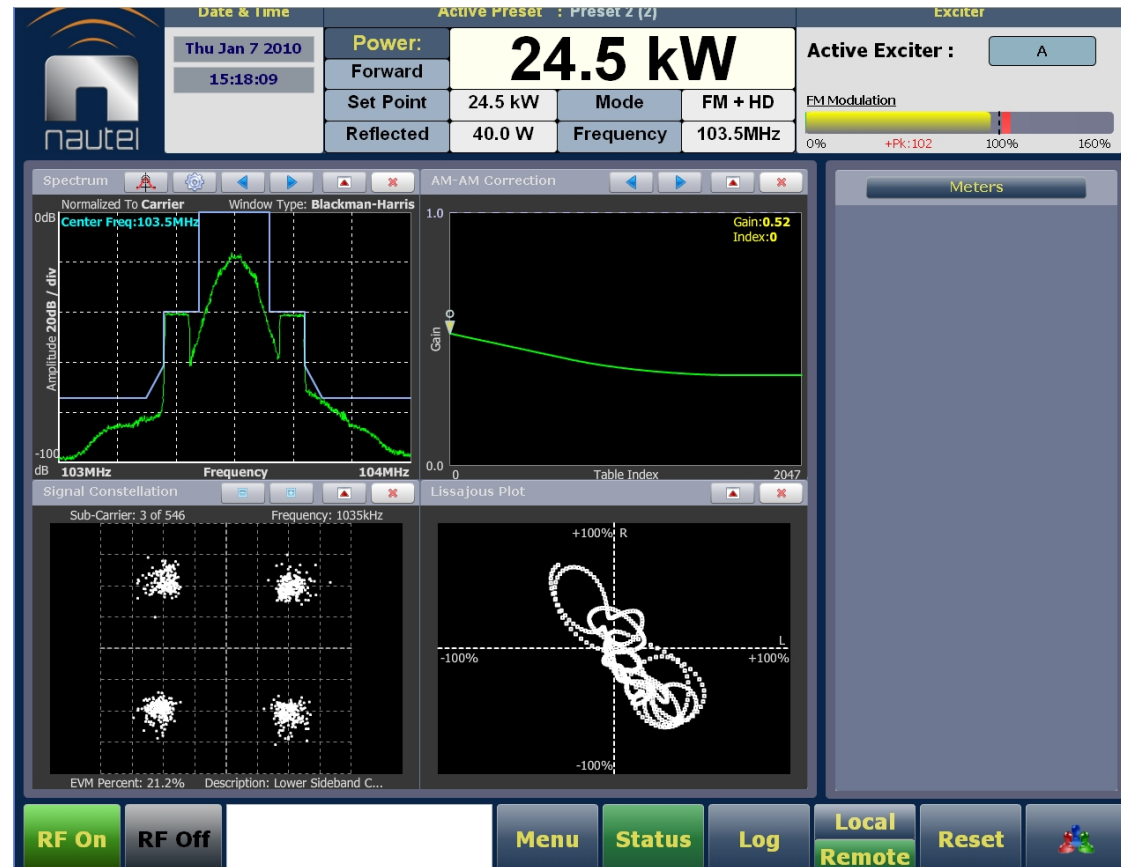 Date & Time
Active Preset : Preset 2 (2)
Exciter
Thu Jan 7 2010
15:18:09
nautel
Power:
Forward
24.5 kW
Set Point
24.5 kW
Mode
FM + HD
Reflected
40.0 W
Frequency
103.5MHz
Active Exciter :
A
FM Modulation
0%
+Pk:102
100%
160%
Spectrum
Normalized To Carrier
Window Type: Blackman-Harris
0dB
Center Freq:103.5MHz
Amplitude 20dB / div
-100
dB
103MHz
Frequency
104MHz
AM-AM Correction
1.0
Gain:0.52
Index:0
O
Gain
0.0
0
Table Index
2047
Meters
Signal Constellation
Sub-Carrier: 3 of 546
Frequency: 1035kHz
EVM Percent: 21.2%
Description: Lower Sideband C...
Lissajous Plot
+100%
R
-100%
L
+100%
-100%
RF On
RF Off
Menu
Status
Log
Local
Remote
Reset